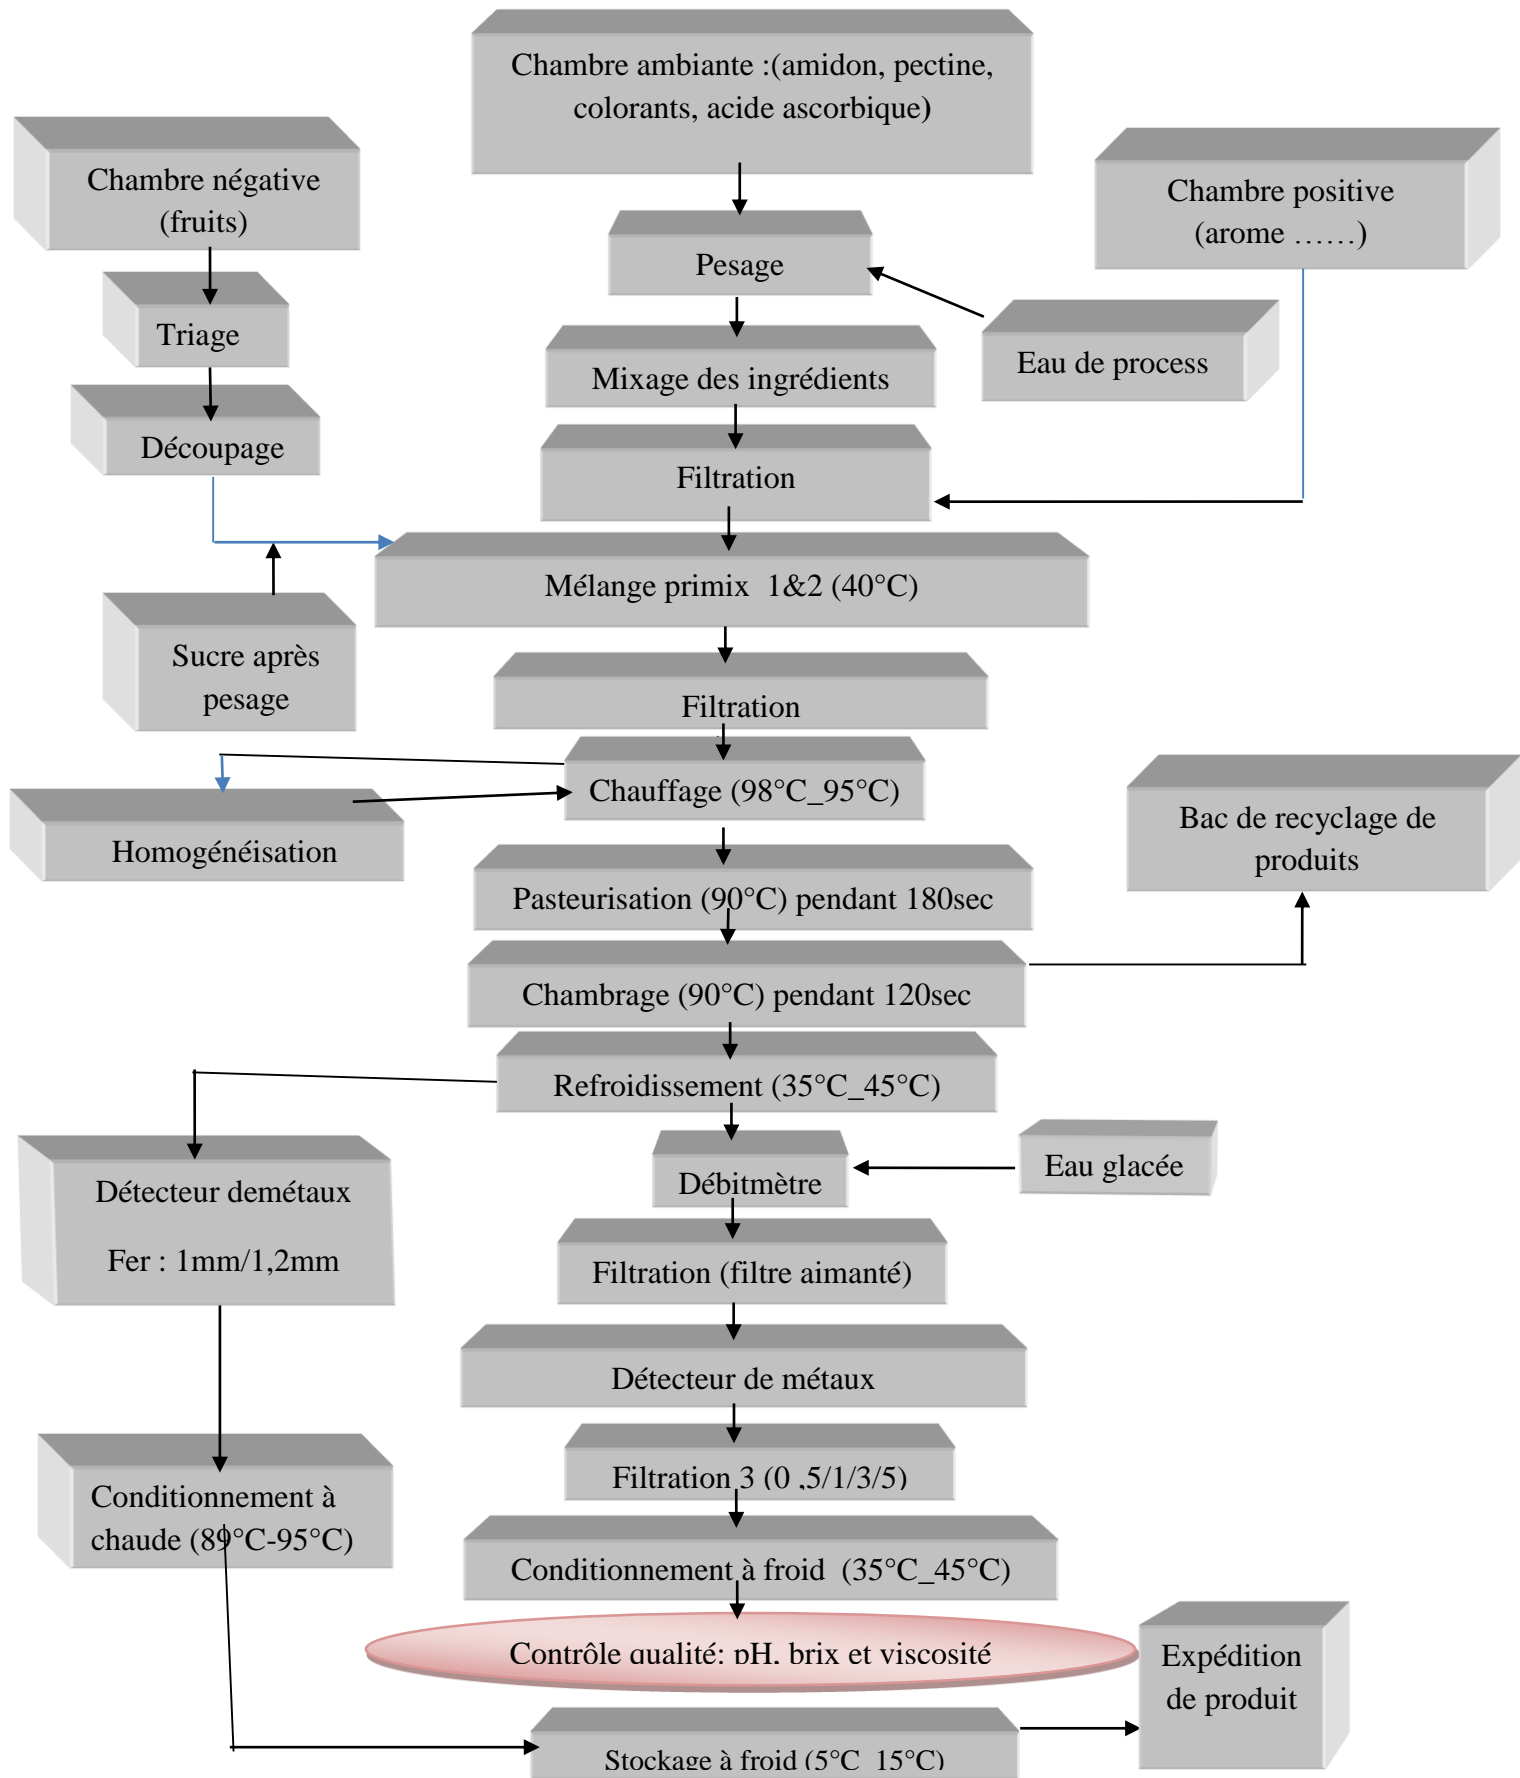 Chambre ambiante :(amidon, pectine,
colorants, acide ascorbique)
Chambre négative
(fruits)
Chambre positive
(arome ……)
Pesage
Triage
Eau de process
Mixage des ingrédients
Découpage
Filtration
Mélange primix 1&2 (40°C)
Sucre après
pesage
Filtration
Chauffage (98°C_95°C)
Homogénéisation
Bac de recyclage de
produits
Pasteurisation (90°C) pendant 180sec
Chambrage (90°C) pendant 120sec
Refroidissement (35°C_45°C)
Détecteur demétaux
Fer : 1mm/1,2mm
Débitmètre
Eau glacée
Filtration (filtre aimanté)
Détecteur de métaux
Filtration 3 (0 ,5/1/3/5)
Conditionnement à
chaude (89°C-95°C)
Conditionnement à froid (35°C_45°C)
Contrôle qualité: pH, brix et viscosité
Expédition
de produit
Stockage à froid (5°C_15°C)